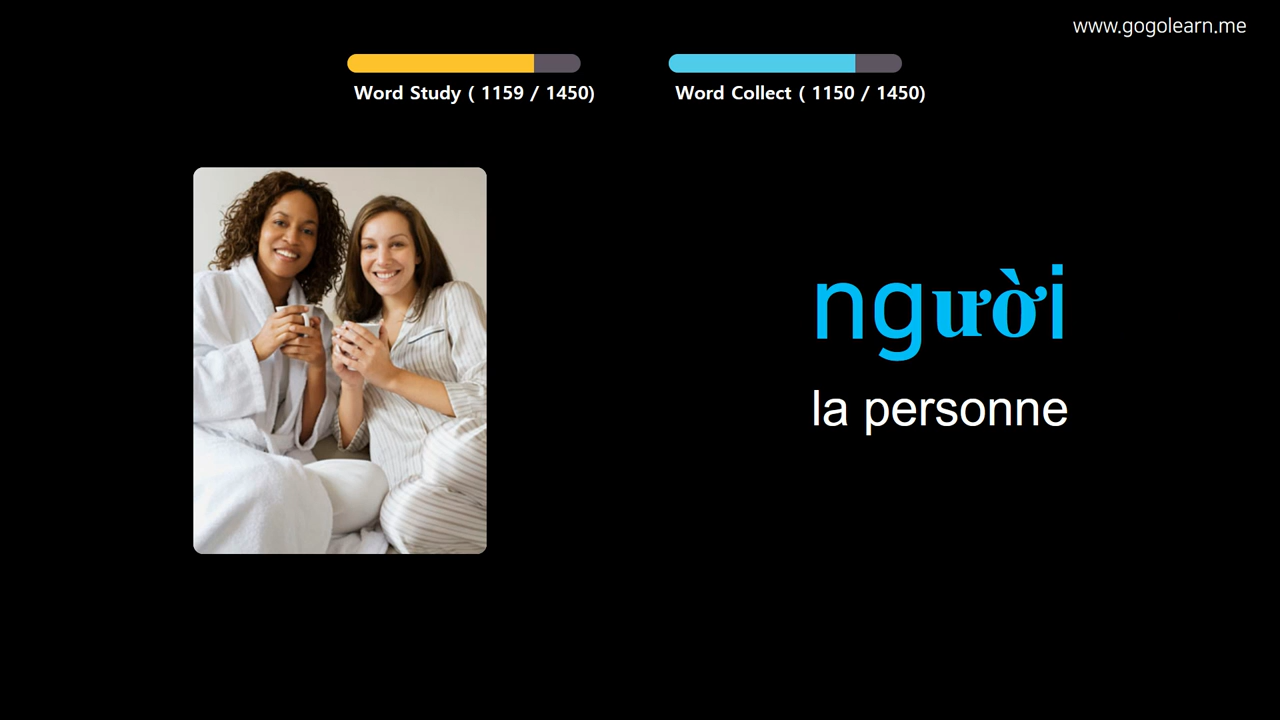 www.gogolearn.me
Word Study ( 1159 / 1450)
Word Collect ( 1150 / 1450)
người
la personne